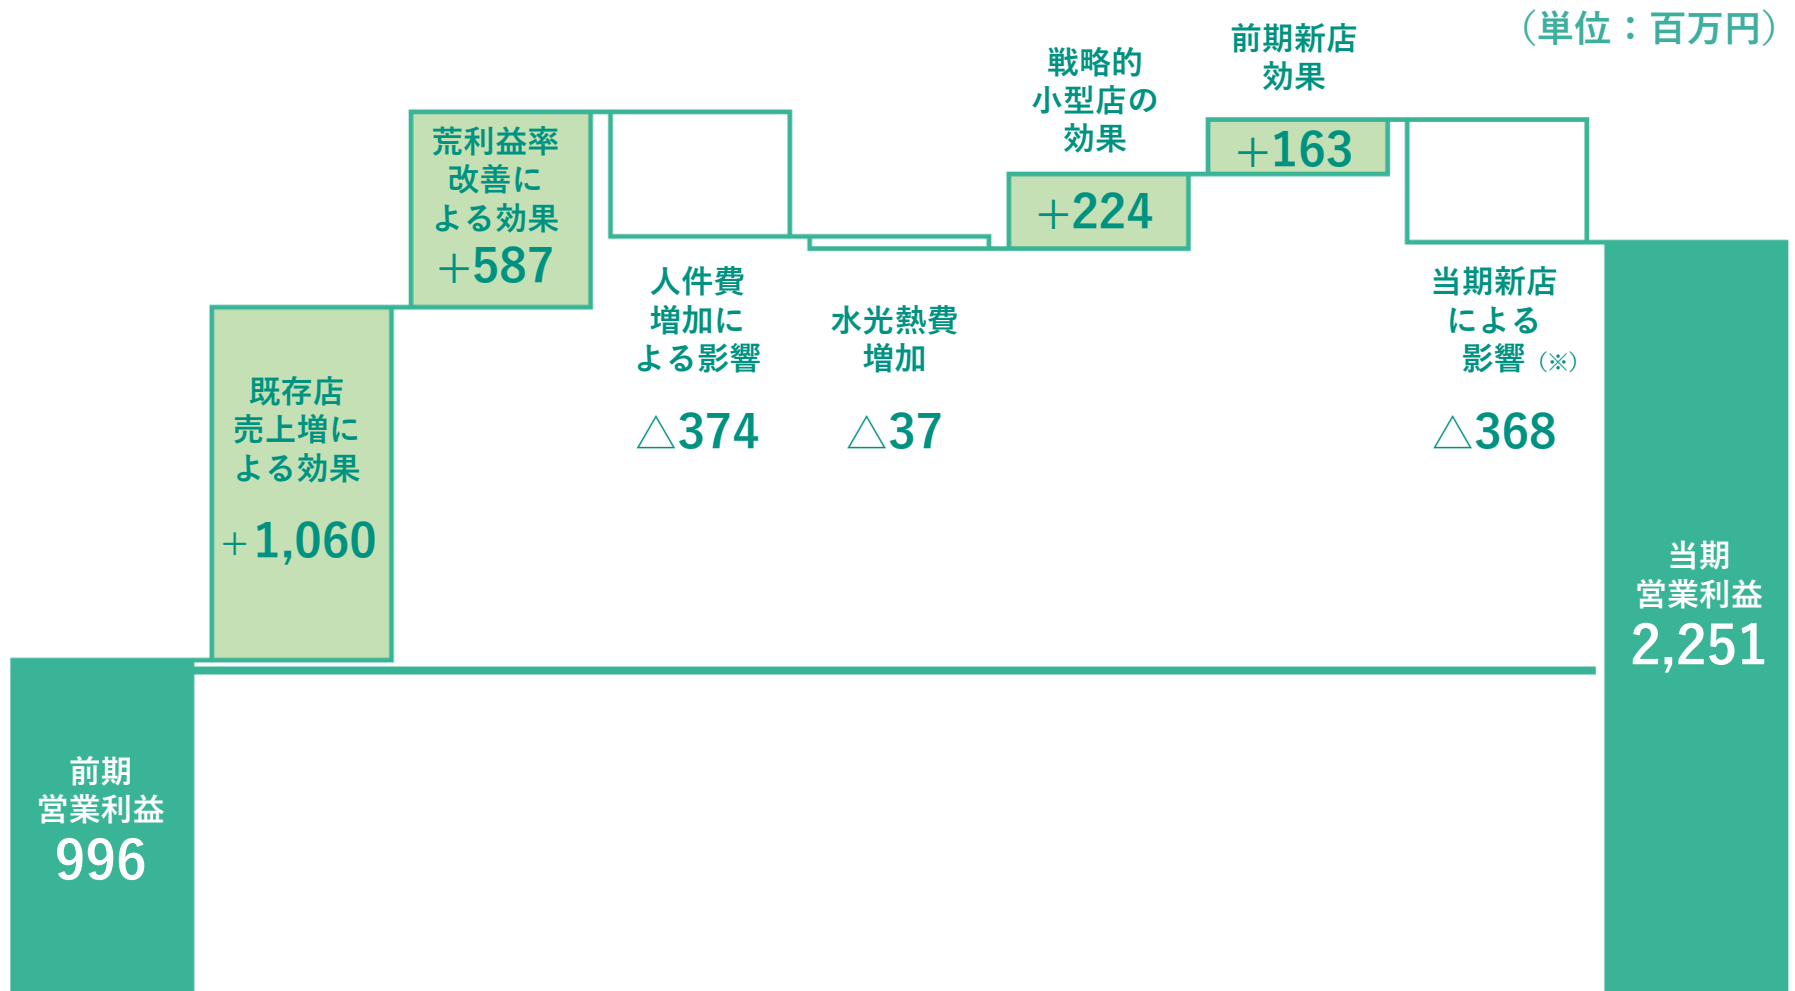 （単位：百万円）
前期
営業利益
996
既存店
売上増に
よる効果
+1,060
荒利益率
改善に
よる効果
+587
人件費
増加に
よる影響
△374
水光熱費
増加
△37
戦略的
小型店の
効果
+224
前期新店
効果
+163
当期新店
による
影響（※）
△368
当期
営業利益
2,251